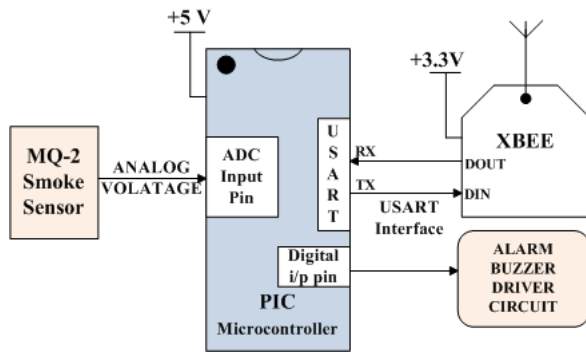 +5 V
+3.3V
MQ-2
Smoke
Sensor
ANALOG
VOLATAGE
ADC
Input
Pin
USART
RX
TX
USART
Interface
XBEE
DOUT
DIN
Digital
i/p pin
PIC
Microcontroller
ALARM
BUZZER
DRIVER
CIRCUIT